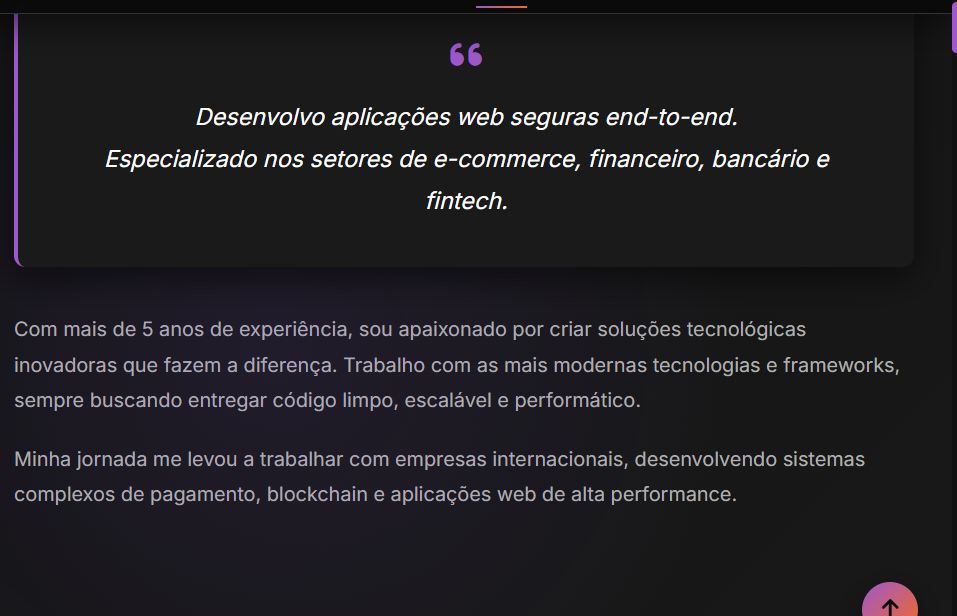 Desenvolvo aplicações web seguras end-to-end.
Especializado nos setores de e-commerce, financeiro, bancário e
fintech.
Com mais de 5 anos de experiência, sou apaixonado por criar soluções tecnológicas
inovadoras que fazem a diferença. Trabalho com as mais modernas tecnologias e frameworks,
sempre buscando entregar código limpo, escalável e performático.
Minha jornada me levou a trabalhar com empresas internacionais, desenvolvendo sistemas
complexos de pagamento, blockchain e aplicações web de alta performance.